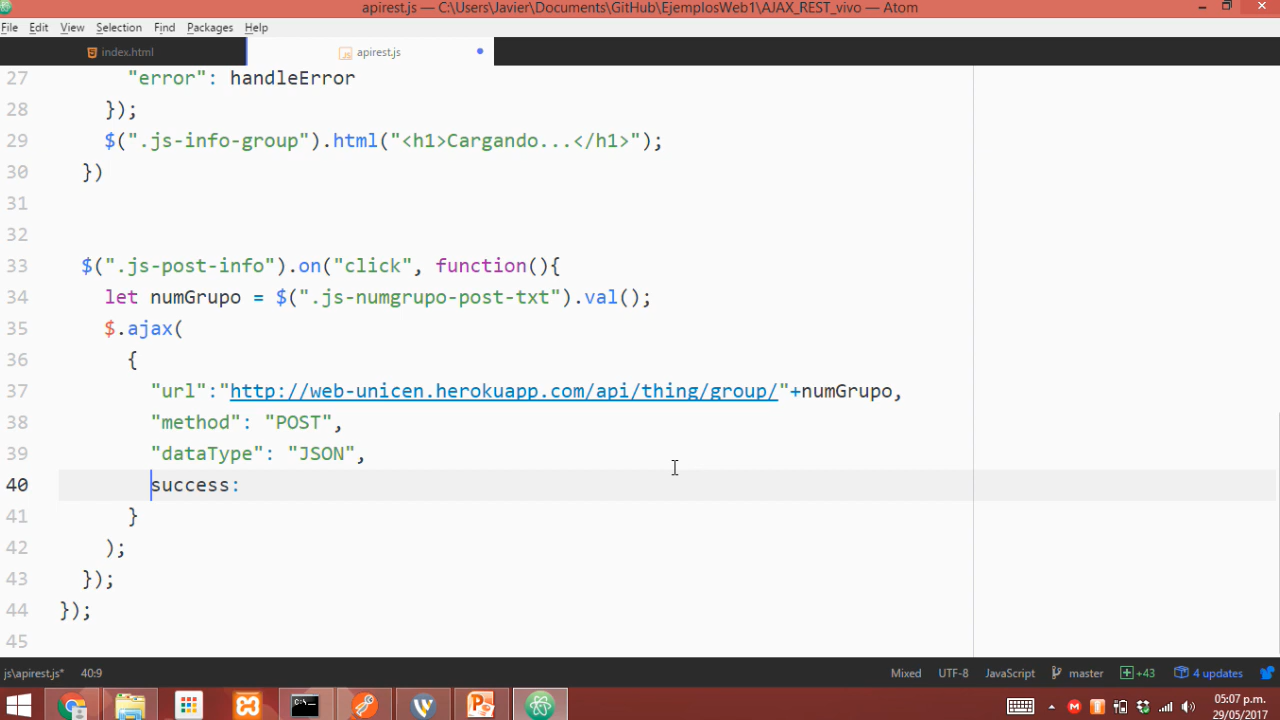 apirest.js — C:\Users\Javier\Documents\GitHub\EjemplosWeb1\AJAX_REST_vivo — Atom
File Edit View Selection Find Packages Help
index.html apirest.js
27 "error": handleError
28 });
29 $(".js-info-group").html("<h1>Cargando...</h1>");
30 })
31
32
33 $(".js-post-info").on("click", function(){
34 let numGrupo = $(".js-numgrupo-post-txt").val();
35 $.ajax(
36 {
37 "url":"http://web-unicen.herokuapp.com/api/thing/group/"+numGrupo,
38 "method": "POST",
39 "dataType": "JSON",
40 success:
41 }
42 );
43 });
44 });
45
js\apirest.js* 40:9 Mixed UTF-8 JavaScript master +43 4 updates
05:07 p.m.
29/05/2017